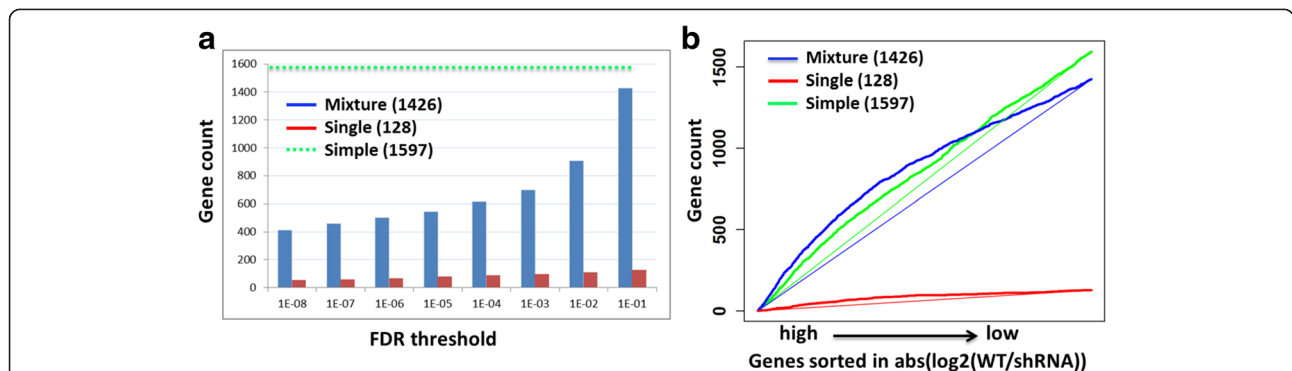 a
1600
1400
1200
1000
800
600
400
200
0
Gene count
Mixture (1426)
Single (128)
Simple (1597)
1E-08 1E-07 1E-06 1E-05 1E-04 1E-03 1E-02 1E-01
FDR threshold
b
1500
1000
500
0
Gene count
Mixture (1426)
Single (128)
Simple (1597)
high low
Genes sorted in abs(log2(WT/shRNA))